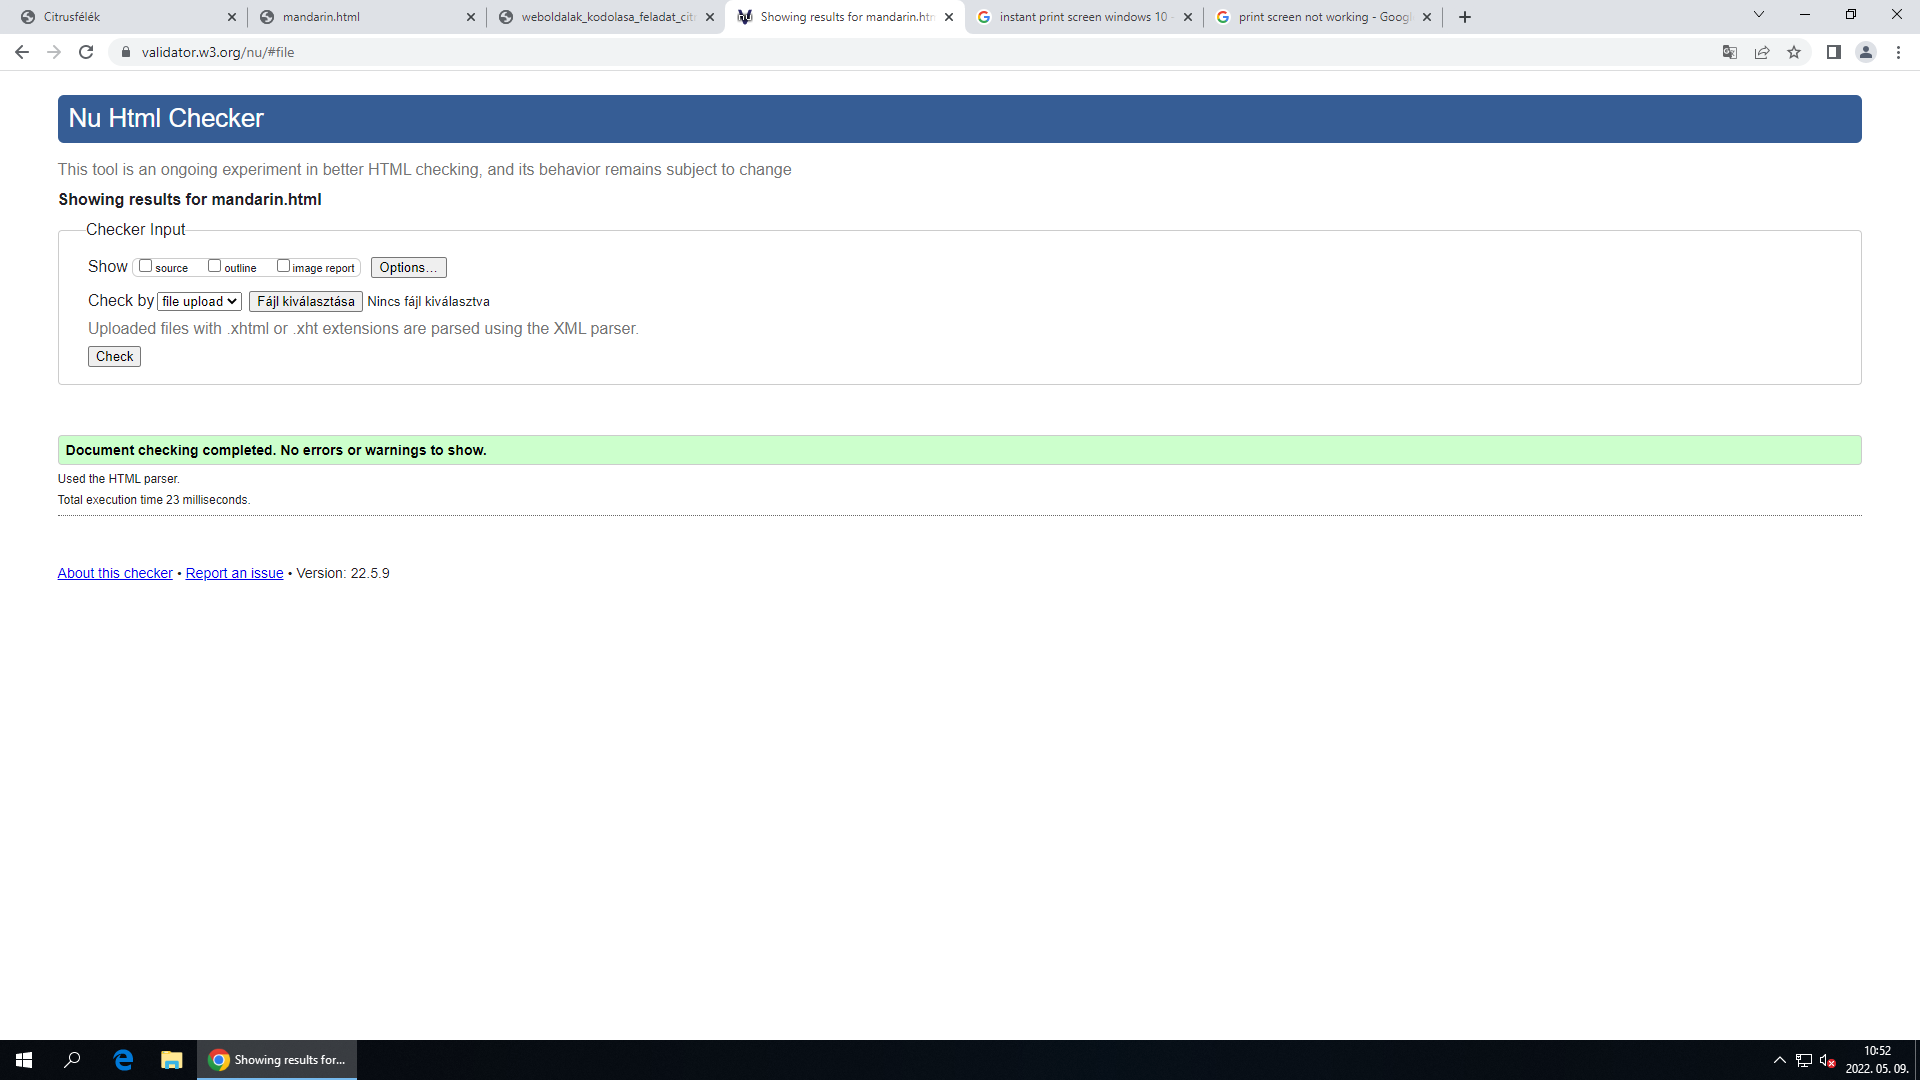 Citrusfélék
mandarin.html
weboldalak_kodolasa_feladat_cit
Showing results for mandarin.htm
instant print screen windows 10 -
print screen not working - Googl
validator.w3.org/nu/#file
Nu Html Checker
This tool is an ongoing experiment in better HTML checking, and its behavior remains subject to change
Showing results for mandarin.html
Checker Input
Show source outline image report Options...
Check by file upload Fájl kiválasztása Nincs fájl kiválasztva
Uploaded files with .xhtml or .xht extensions are parsed using the XML parser.
Check
Document checking completed. No errors or warnings to show.
Used the HTML parser.
Total execution time 23 milliseconds.
About this checker • Report an issue • Version: 22.5.9
Showing results for...
10:52
2022. 05. 09.